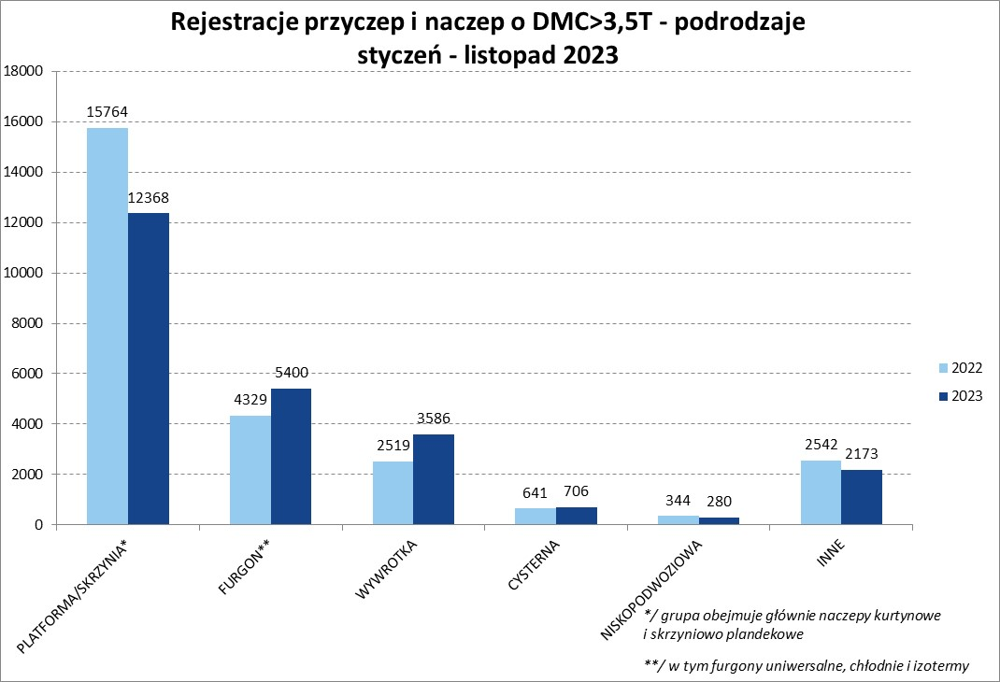 Rejestracje przyczep i naczep o DMC>3,5T - podrodzaje
styczeń - listopad 2023
18000
16000
14000
12000
10000
8000
6000
4000
2000
0
15764
12368
4329
5400
2519
3586
641
706
344
280
2542
2173
2022
2023
PLATFORMA/SKRZYNIA*
FURGON**
WYWROTKA
CYSTERNA
NISKOPODWOZIOWA
INNE
*/ grupa obejmuje głównie naczepy kurtynowe
i skrzyniowo plandekowe
**/ w tym furgony uniwersalne, chłodnie i izotermy